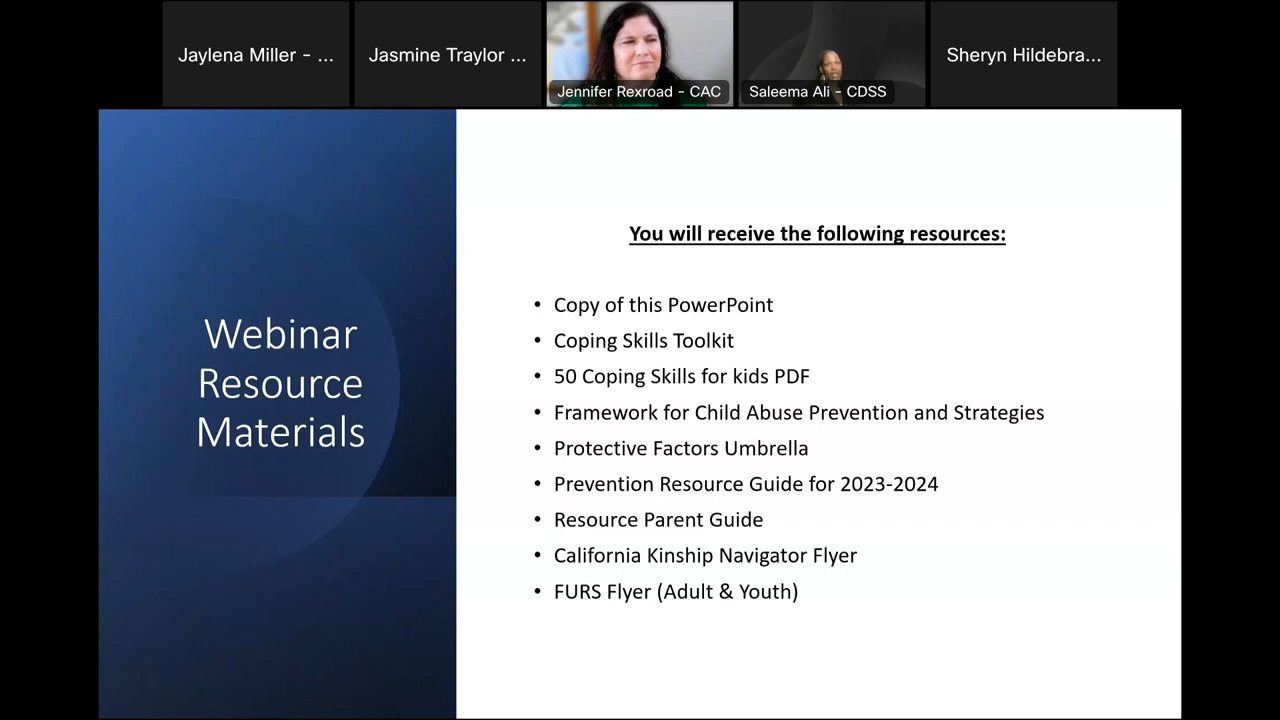 Jaylena Miller - ...
Jasmine Traylor ...
Jennifer Rexroad - CAC
Saleema Ali - CDSS
Sheryn Hildebra...
Webinar
Resource
Materials
You will receive the following resources:
• Copy of this PowerPoint
• Coping Skills Toolkit
• 50 Coping Skills for kids PDF
• Framework for Child Abuse Prevention and Strategies
• Protective Factors Umbrella
• Prevention Resource Guide for 2023-2024
• Resource Parent Guide
• California Kinship Navigator Flyer
• FURS Flyer (Adult & Youth)